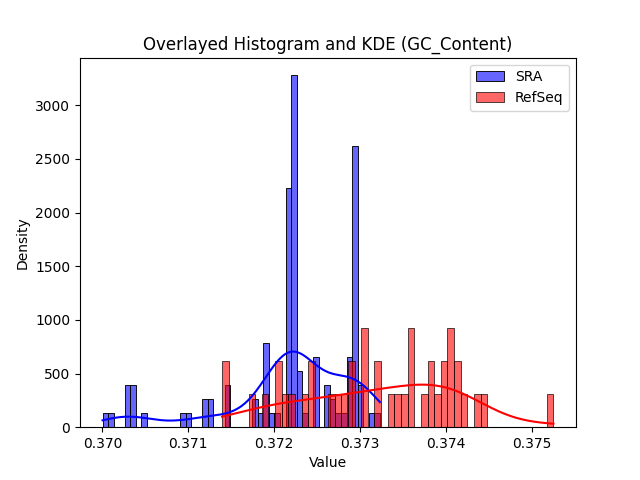 Overlayed Histogram and KDE (GC_Content)
SRA
RefSeq
3000
2500
2000
1500
1000
500
0
Density
0.370 0.371 0.372 0.373 0.374 0.375
Value